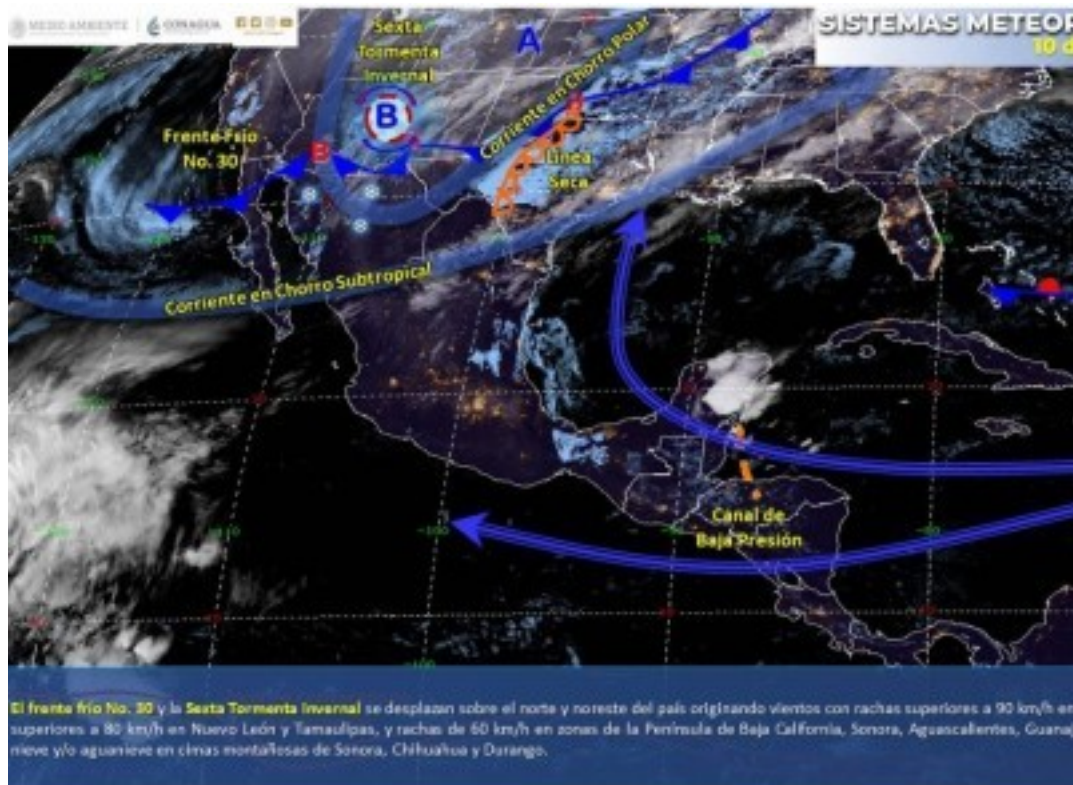 MEDIO AMBIENTE
CONAGUA
SISTEMAS METEOR
10 d
Sexta
Tormenta
Invernal
A
B
Corriente en Chorro Polar
Frente Frío
No. 30
B
Línea
Seca
Corriente en Chorro Subtropical
Canal de
Baja Presión
El frente frío No. 30 y la Sexta Tormenta Invernal se desplazan sobre el norte y noreste del país originando vientos con rachas superiores a 90 km/h en
superiores a 80 km/h en Nuevo León y Tamaulipas, y rachas de 60 km/h en zonas de la Península de Baja California, Sonora, Aguascalientes, Guanaj
nieve y/o aguanieve en cimas montañosas de Sonora, Chihuahua y Durango.